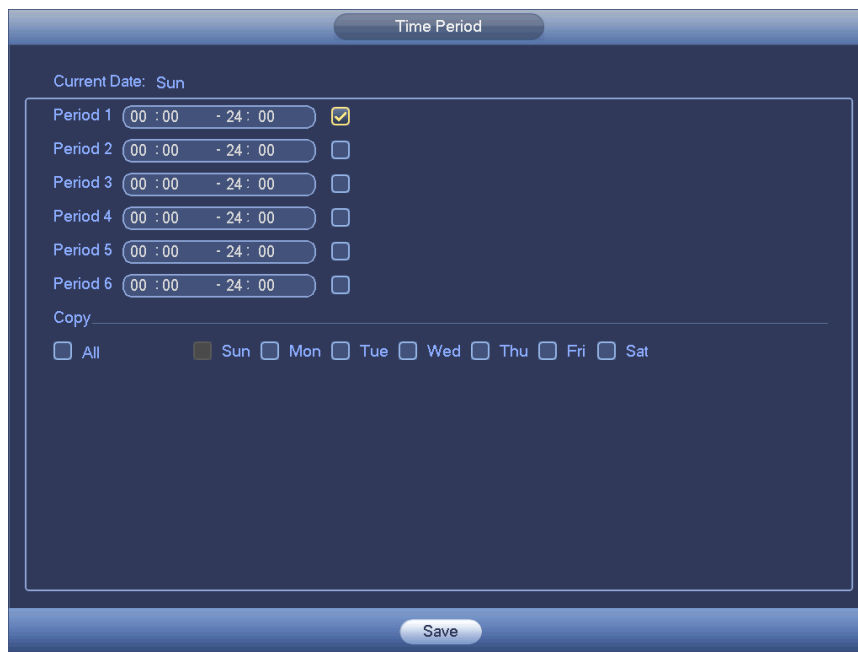 Time Period
Current Date: Sun
Period 1 00 :00 - 24 : 00
Period 2 00 :00 - 24 : 00
Period 3 00 :00 - 24 : 00
Period 4 00 :00 - 24 : 00
Period 5 00 :00 - 24 : 00
Period 6 00 :00 - 24 : 00
Copy
All Sun Mon Tue Wed Thu Fri Sat
Save